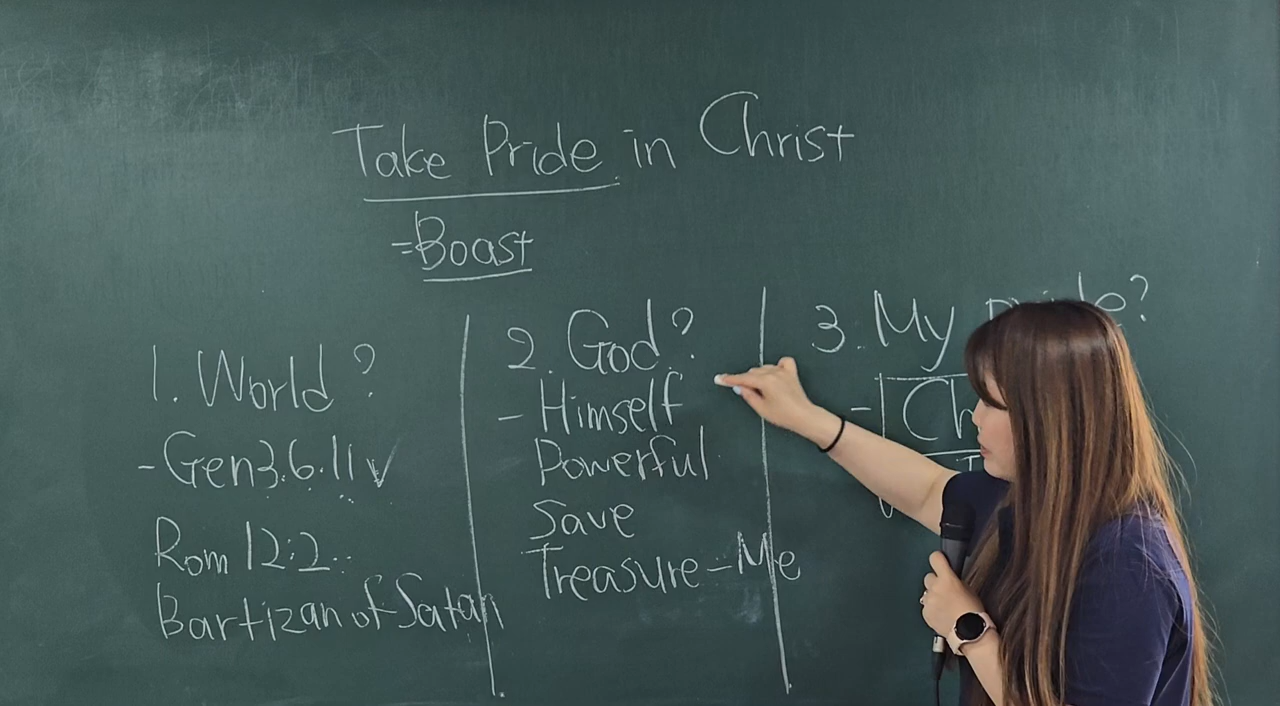 Take Pride in Christ
=Boast
1. World?
-Gen3.6.11v
Rom 12:2..
Bartizan of Satan
2. God?
- Himself
Powerful
Save
Treasure-Me
3. My